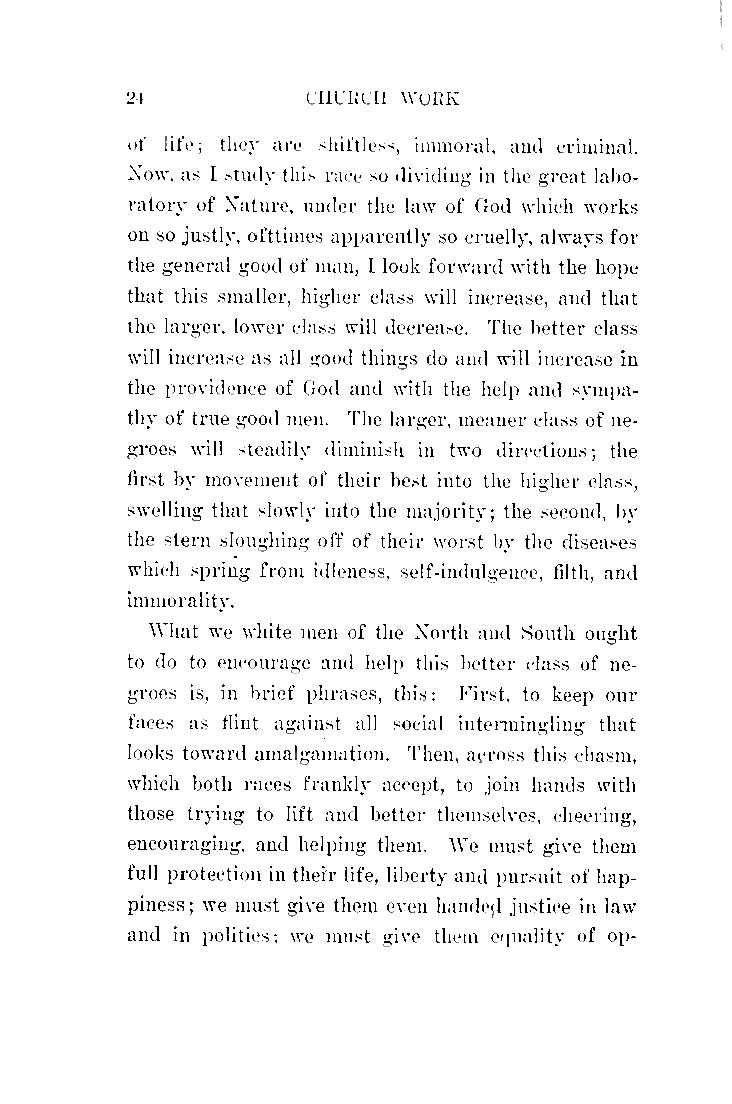 24 CHURCH WORK
of life; they are shiftless, immoral, and criminal.
Now, as I study this race so dividing in the great labo-
ratory of Nature, under the law of God which works
on so justly, ofttimes apparently so cruelly, always for
the general good of man, I look forward with the hope
that this smaller, higher class will increase, and that
the larger, lower class will decrease. The better class
will increase as all good things do and will increase in
the providence of God and with the help and sympa-
thy of true good men. The larger, meaner class of ne-
groes will steadily diminish in two directions; the
first by movement of their best into the higher class,
swelling that slowly into the majority; the second, by
the stern sloughing off of their worst by the diseases
which spring from idleness, self-indulgence, filth, and
immorality.
What we white men of the North and South ought
to do to encourage and help this better class of ne-
groes is, in brief phrases, this: First, to keep our
faces as flint against all social intermingling that
looks toward amalgamation. Then, across this chasm,
which both races frankly accept, to join hands with
those trying to lift and better themselves, cheering,
encouraging, and helping them. We must give them
full protection in their life, liberty and pursuit of hap-
piness; we must give them even handed justice in law
and in politics; we must give them equality of op-